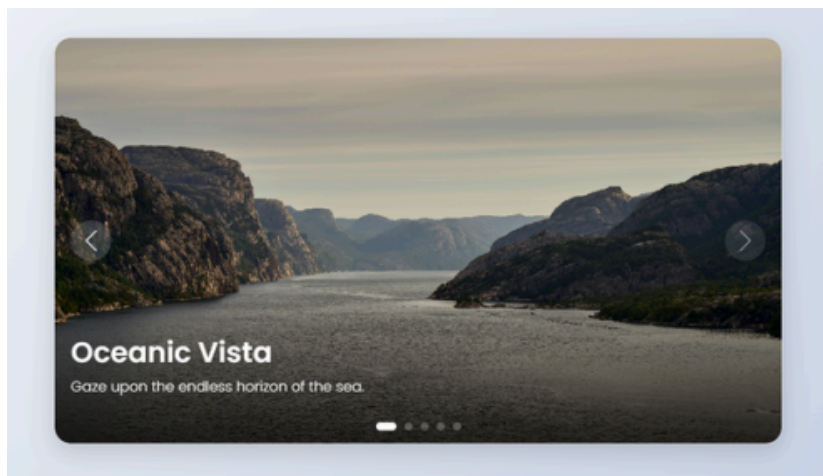 Oceanic Vista
Gaze upon the endless horizon of the sea.